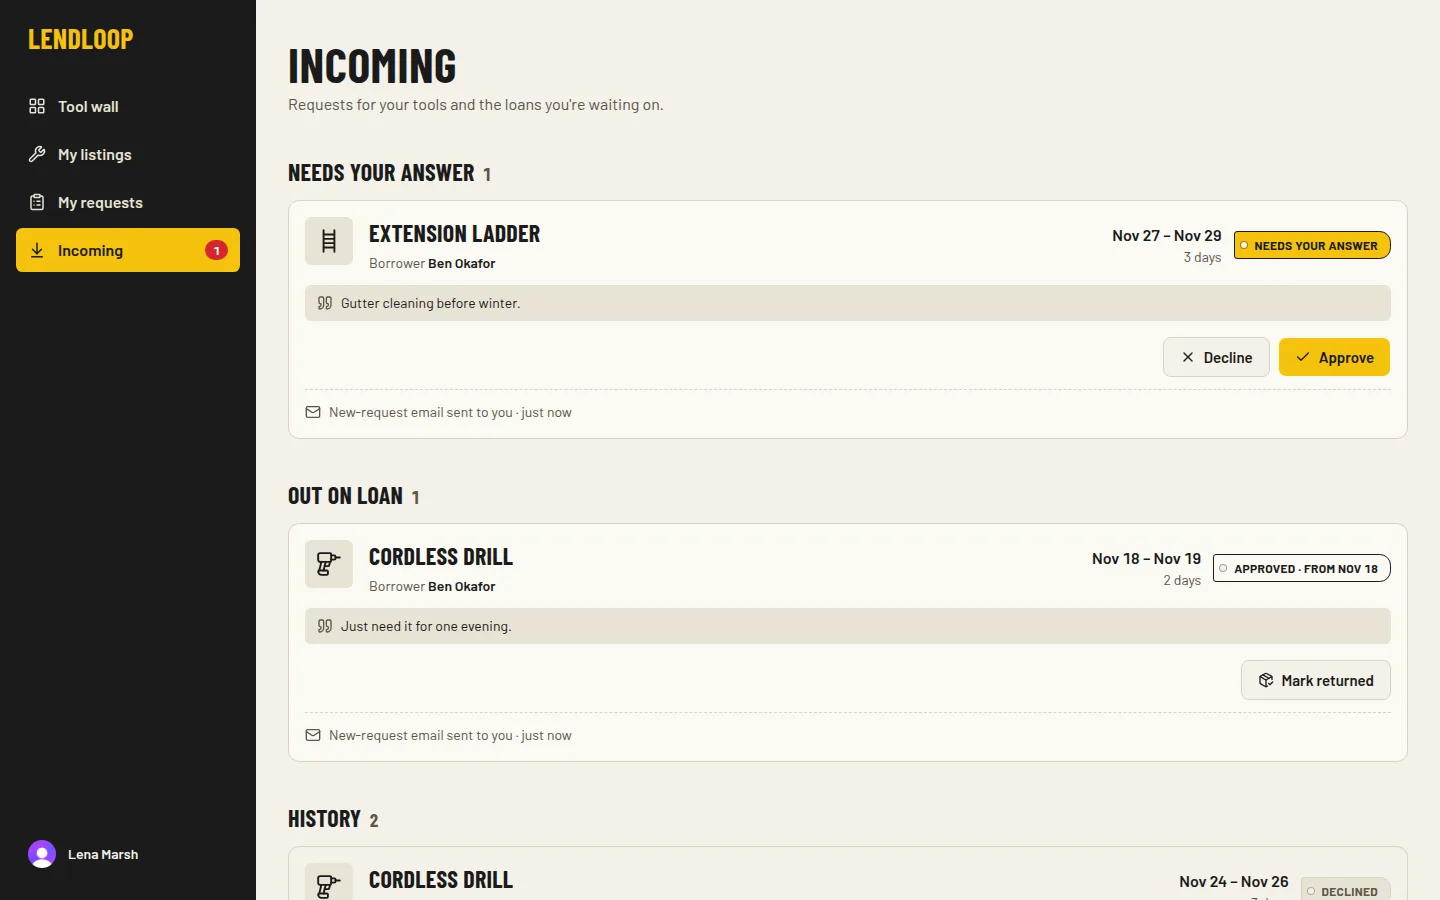 LENDLOOP
Tool wall
My listings
My requests
Incoming 1
Lena Marsh
INCOMING
Requests for your tools and the loans you're waiting on.
NEEDS YOUR ANSWER 1
EXTENSION LADDER
Borrower Ben Okafor
Nov 27 – Nov 29
3 days
NEEDS YOUR ANSWER
Gutter cleaning before winter.
Decline
Approve
New-request email sent to you · just now
OUT ON LOAN 1
CORDLESS DRILL
Borrower Ben Okafor
Nov 18 – Nov 19
2 days
APPROVED · FROM NOV 18
Just need it for one evening.
Mark returned
New-request email sent to you · just now
HISTORY 2
CORDLESS DRILL
Nov 24 – Nov 26
DECLINED